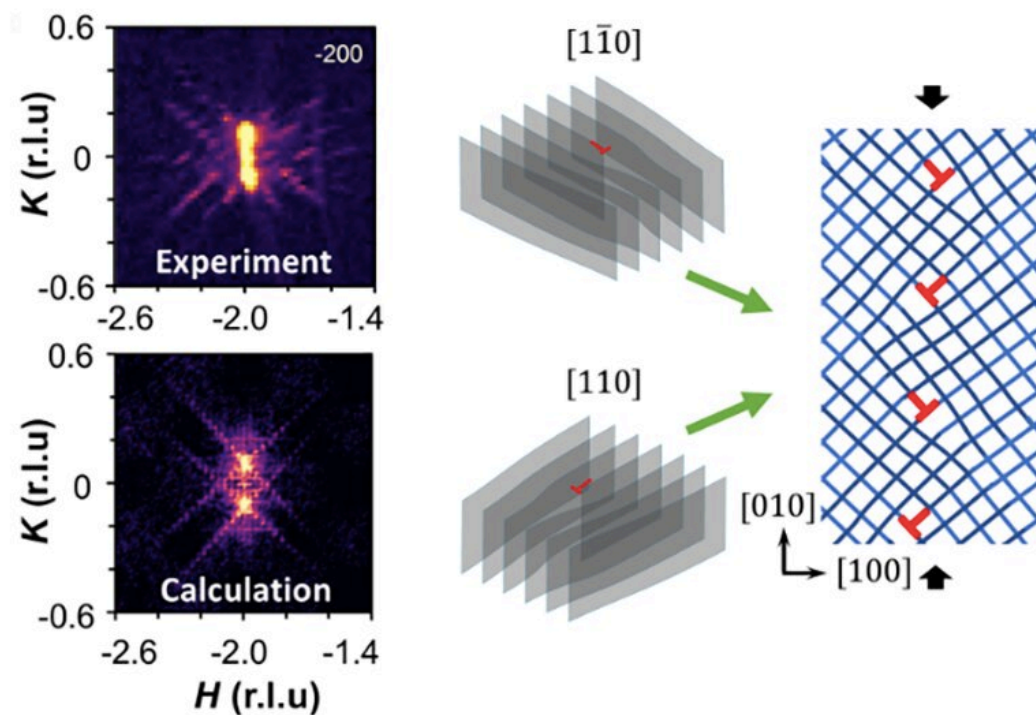 0.6
-200
K (r.l.u)
0
Experiment
-0.6
-2.6 -2.0 -1.4
0.6
K (r.l.u)
0
Calculation
-0.6
-2.6 -2.0 -1.4
H (r.l.u)
[11̄0]
[110]
[010]
[100]